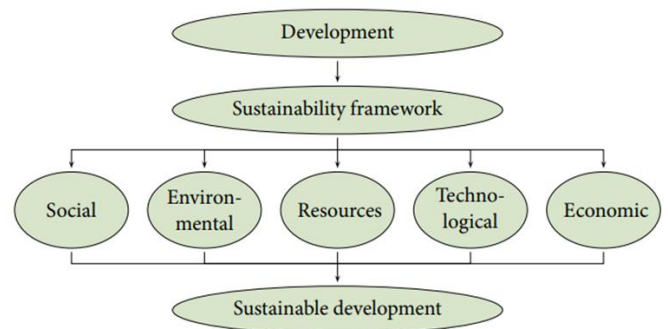 Development
Sustainability framework
Social
Environ-
mental
Resources
Techno-
logical
Economic
Sustainable development